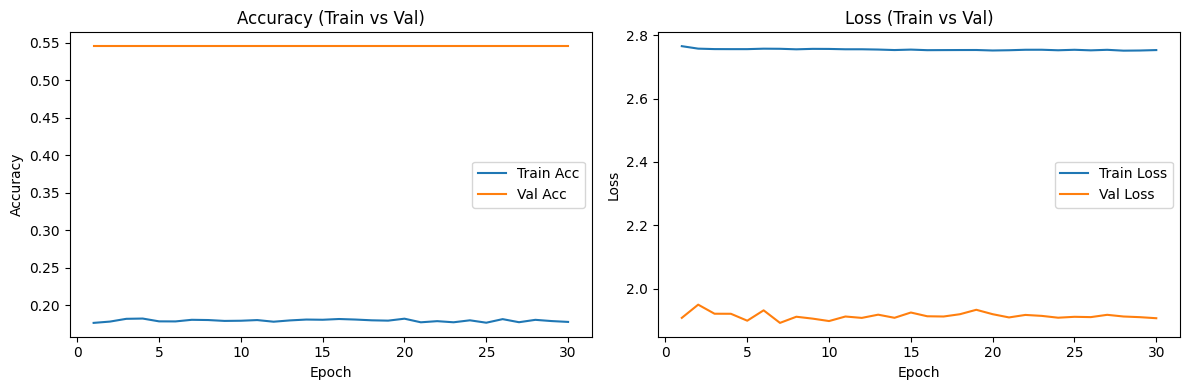 Accuracy (Train vs Val)
0.55
0.50
0.45
0.40
0.35
0.30
0.25
0.20
Accuracy
0 5 10 15 20 25 30
Epoch
Train Acc
Val Acc
Loss (Train vs Val)
2.8
2.6
2.4
2.2
2.0
Loss
0 5 10 15 20 25 30
Epoch
Train Loss
Val Loss